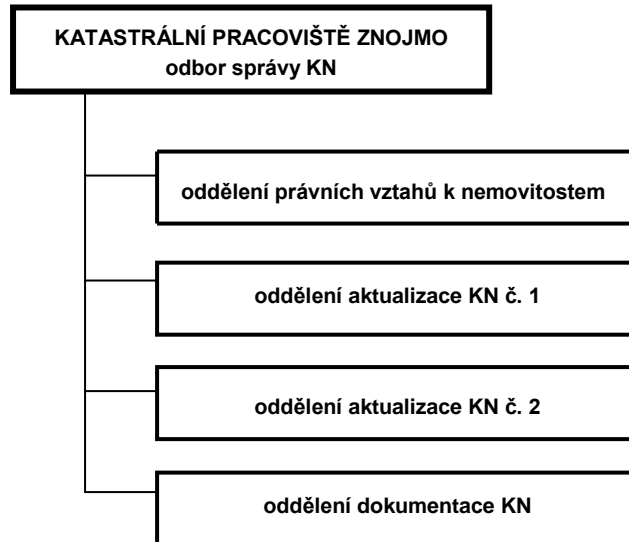 KATASTRÁLNÍ PRACOVIŠTĚ ZNOJMO
odbor správy KN
oddělení právních vztahů k nemovitostem
oddělení aktualizace KN č. 1
oddělení aktualizace KN č. 2
oddělení dokumentace KN